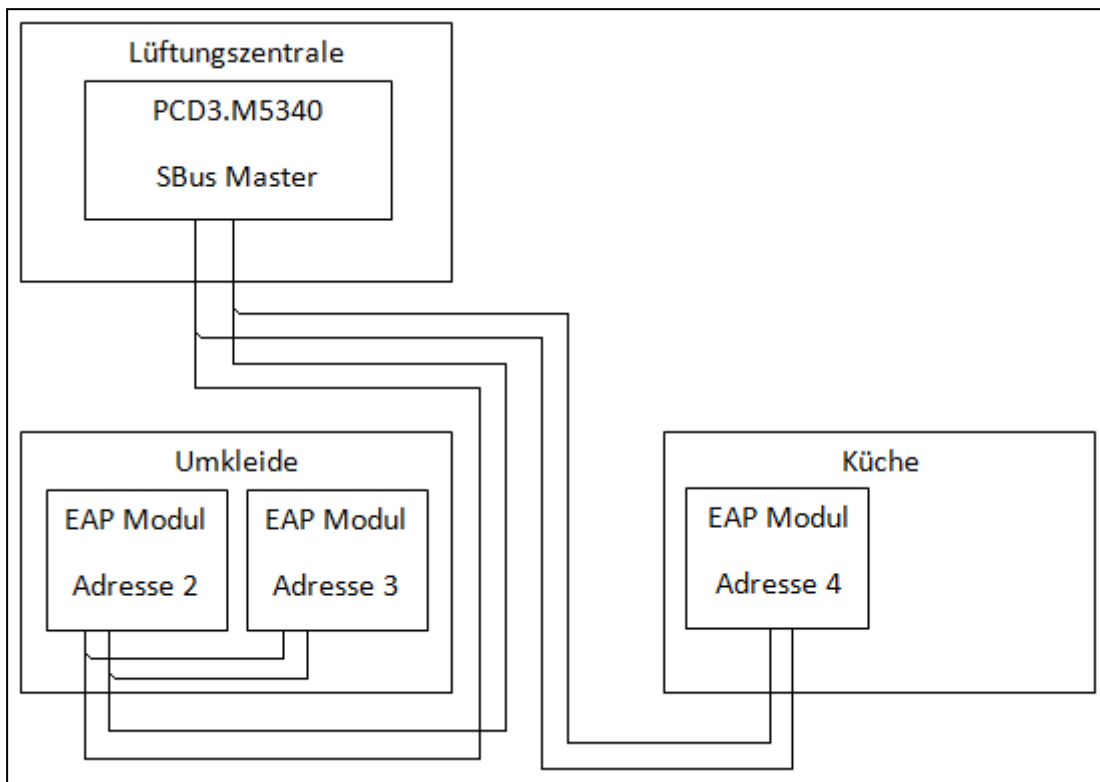 Lüftungszentrale
PCD3.M5340
SBus Master
Umkleide
EAP Modul
Adresse 2
EAP Modul
Adresse 3
Küche
EAP Modul
Adresse 4